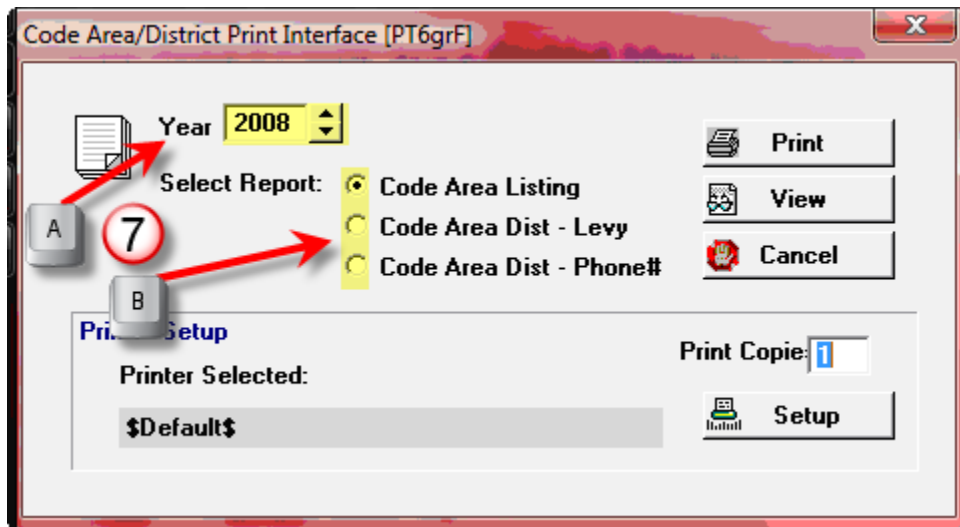 Code Area/District Print Interface [PT6grF]
Year 2008
Print
Select Report:
Code Area Listing
View
A
7
Code Area Dist - Levy
Code Area Dist - Phone#
Cancel
B
Setup
Print Copie:
1
Printer Selected:
$Default$
Setup